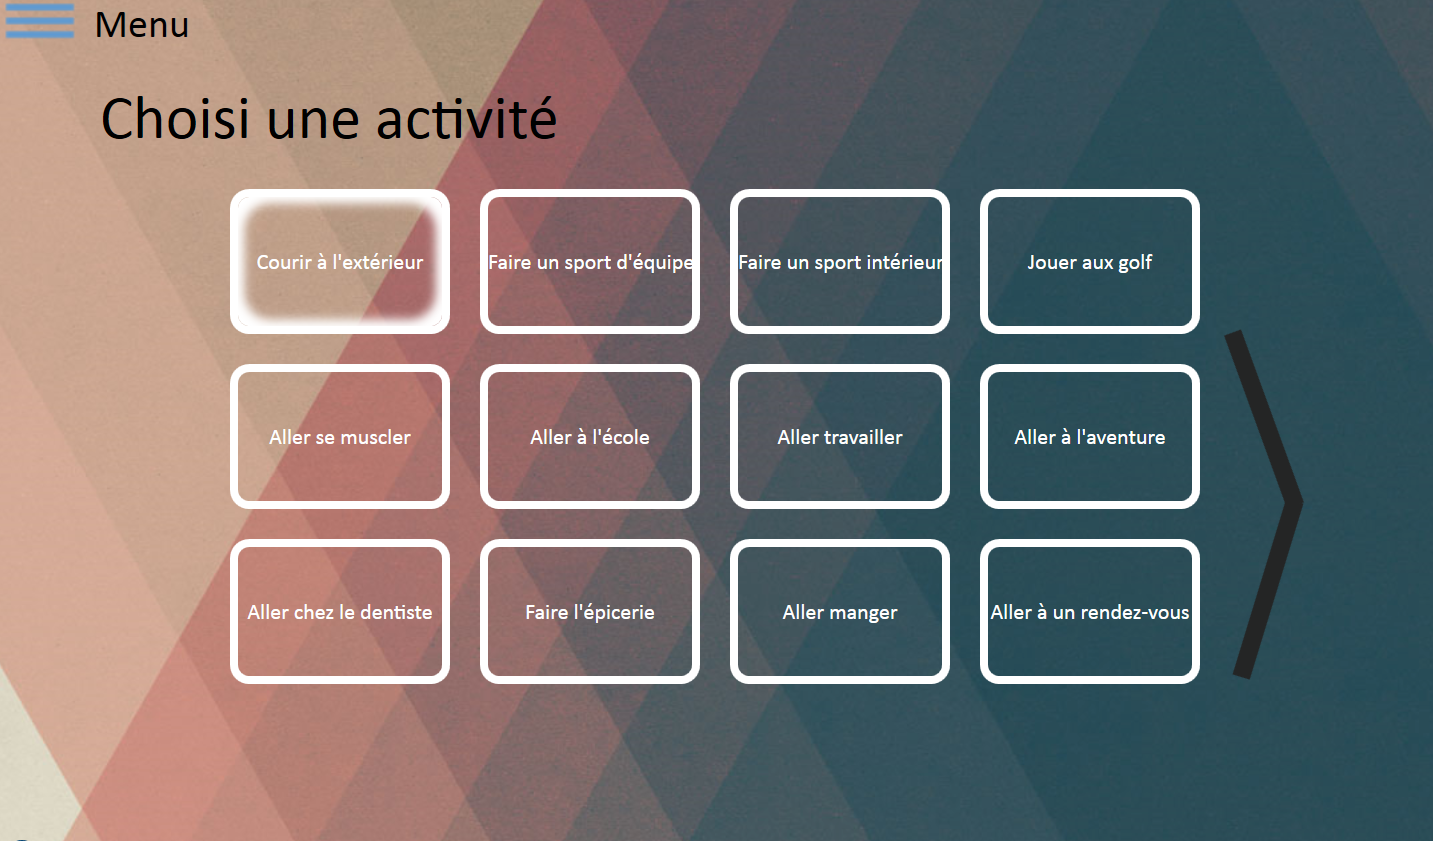 Menu
Choisi une activité
Courir à l'extérieur
Faire un sport d'équipe
Faire un sport intérieur
Jouer aux golf
Aller se muscler
Aller à l'école
Aller travailler
Aller à l'aventure
Aller chez le dentiste
Faire l'épicerie
Aller manger
Aller à un rendez-vous